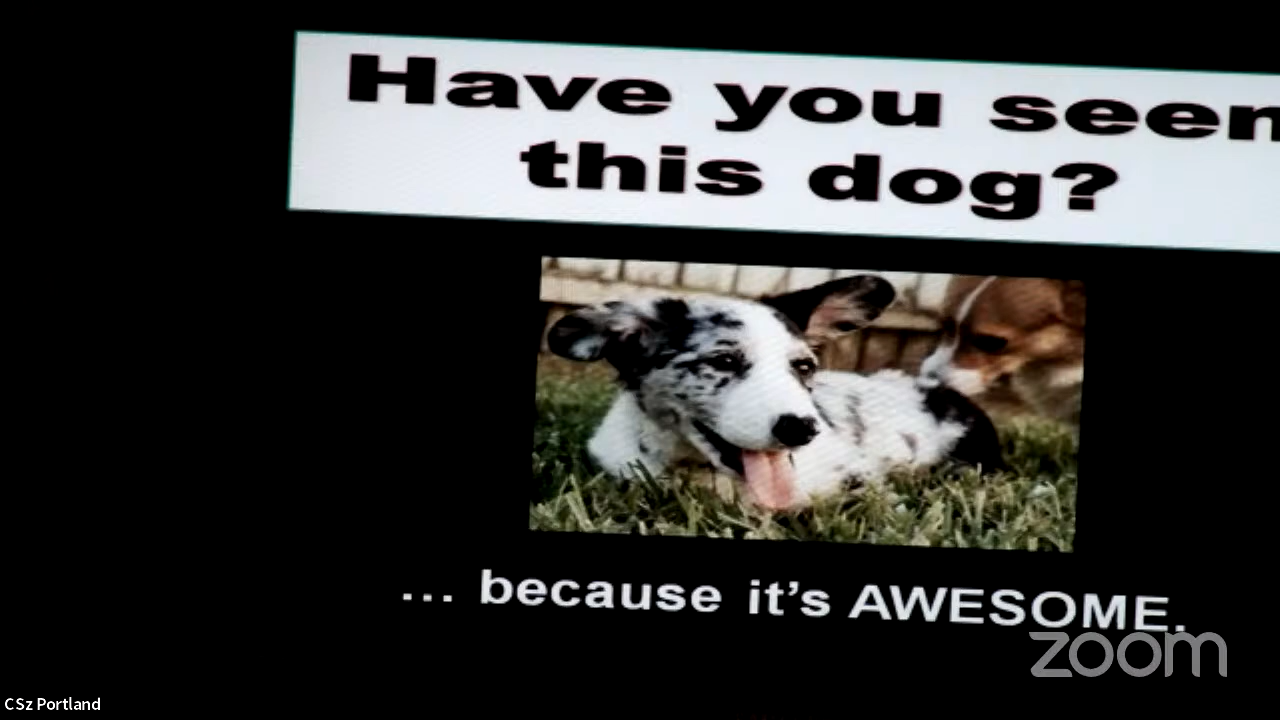 Have you seen
this dog?
... because it's AWESOME.
zoom
CSz Portland